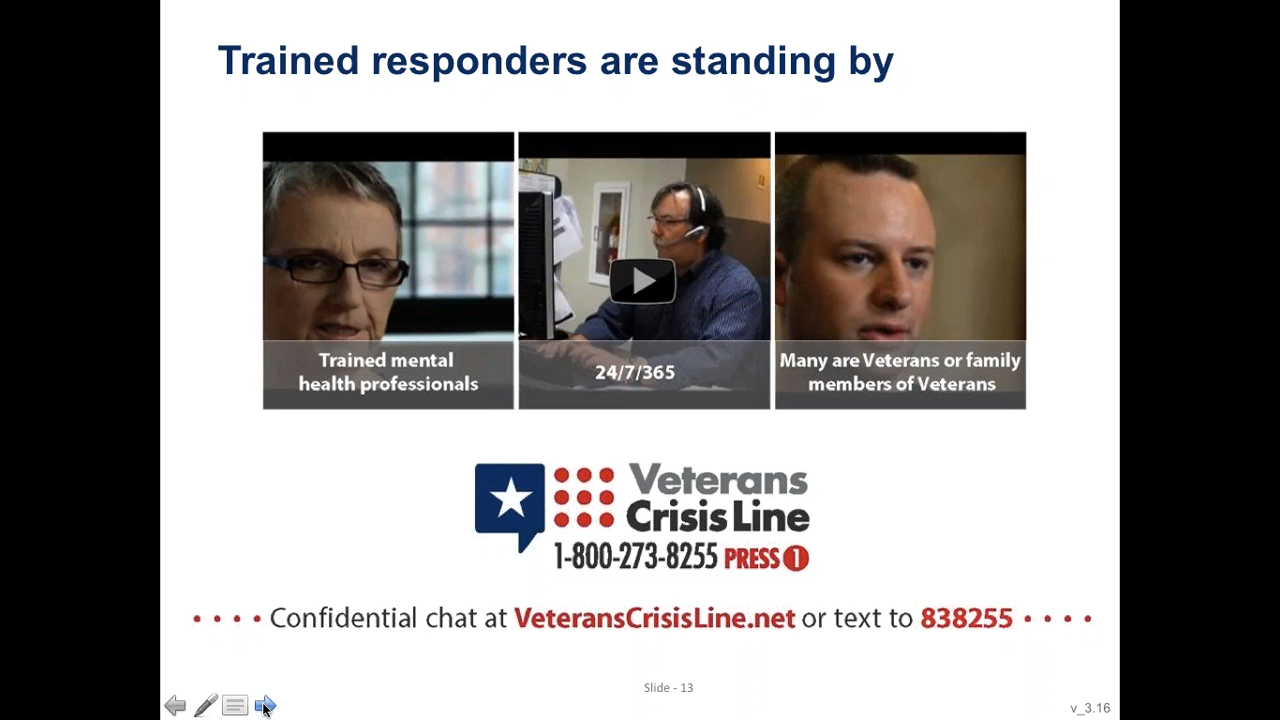 Trained responders are standing by
Trained mental
health professionals
24/7/365
Many are Veterans or family
members of Veterans
Veterans
Crisis Line
1-800-273-8255 PRESS 1
Confidential chat at VeteransCrisisLine.net or text to 838255
Slide - 13
v_3.16